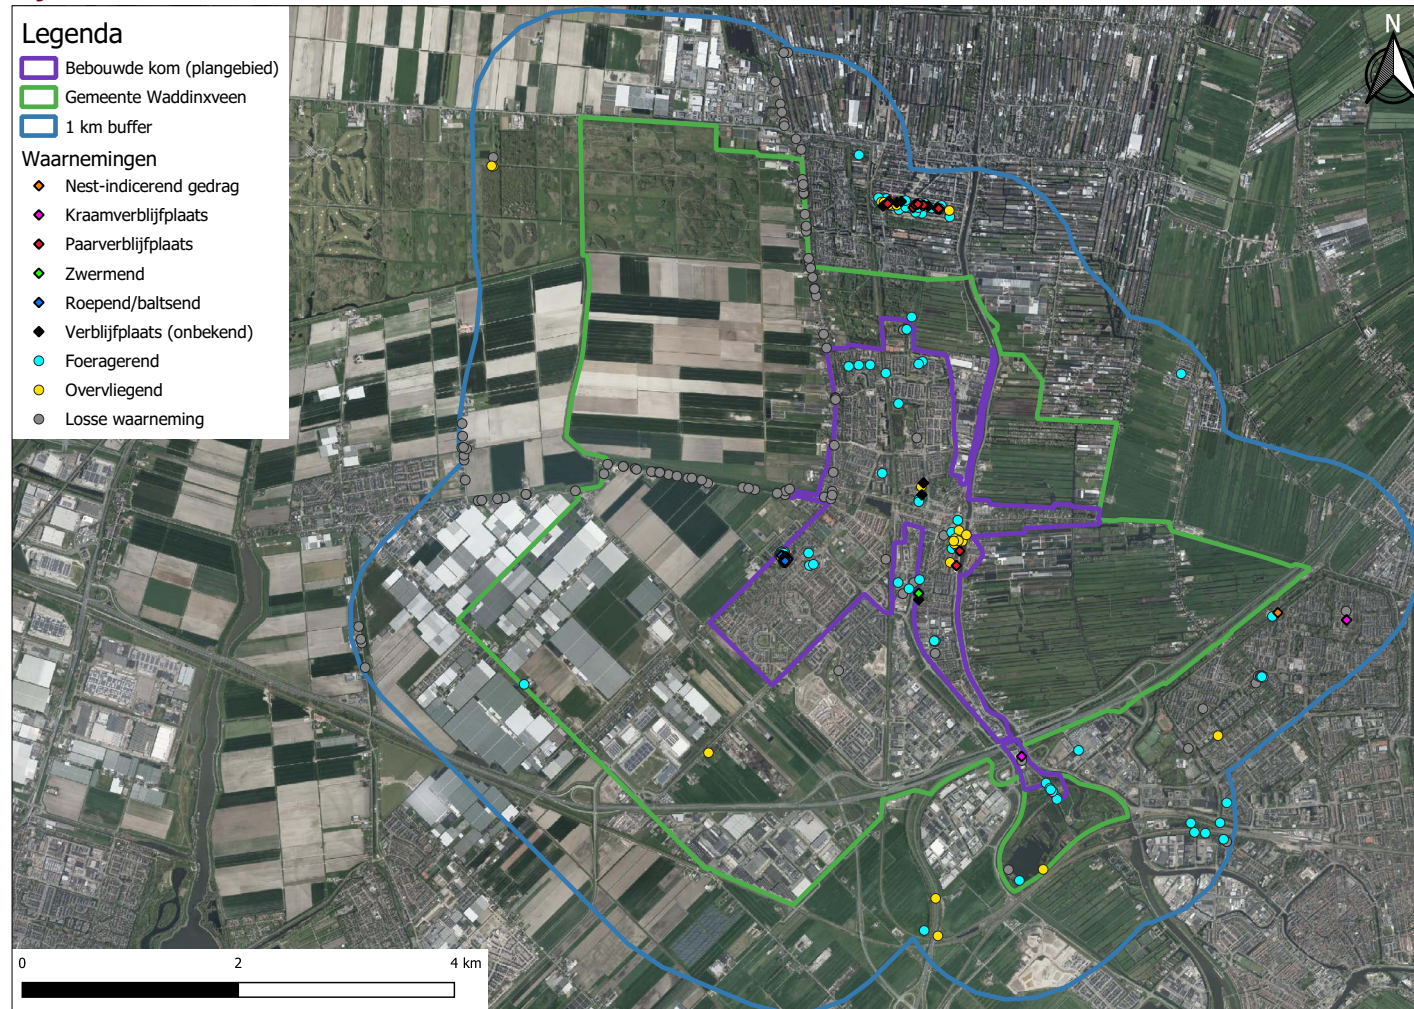 Legenda
Bebouwde kom (plangebied)
Gemeente Waddinxveen
1 km buffer
Waarnemingen
Nest-indicerend gedrag
Kraamverblijfplaats
Paarverblijfplaats
Zwermend
Roepend/baltsend
Verblijfplaats (onbekend)
Foeragerend
Overvliegend
Losse waarneming
N
0 2 4 km